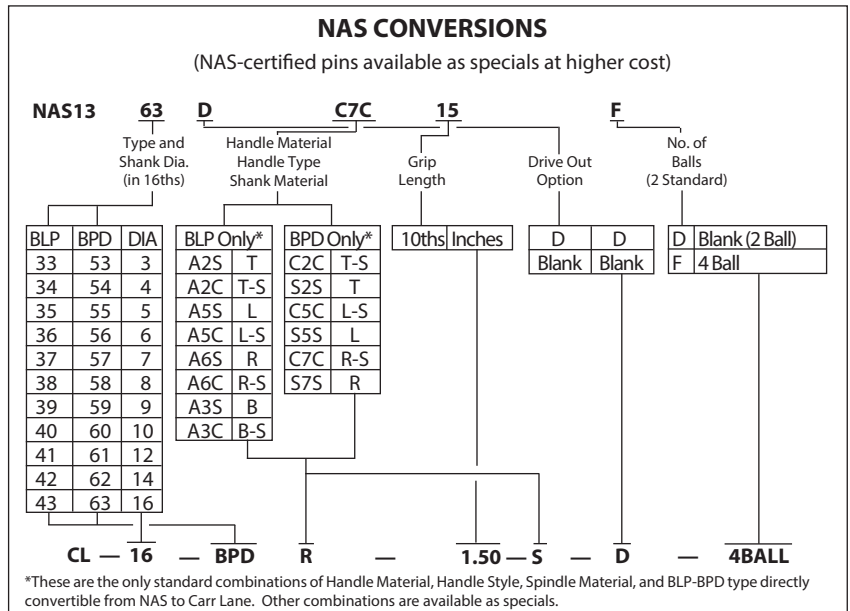 NAS CONVERSIONS
(NAS-certified pins available as specials at higher cost)
NAS13 63 D C7C 15 F
Type and
Shank Dia.
(in 16ths)
Handle Material
Handle Type
Shank Material
Grip
Length
Drive Out
Option
No. of
Balls
(2 Standard)
BLP BPD DIA
33 53 3
34 54 4
35 55 5
36 56 6
37 57 7
38 58 8
39 59 9
40 60 10
41 61 12
42 62 14
43 63 16
BLP Only*
A2S T
A2C T-S
A5S L
A5C L-S
A6S R
A6C R-S
A3S B
A3C B-S
BPD Only*
C2C T-S
S2S T
C5C L-S
S5S L
C7C R-S
S7S R
10ths Inches
D D
Blank Blank
D Blank (2 Ball)
F 4 Ball
CL — 16 — BPD R — 1.50 — S — D — 4BALL
*These are the only standard combinations of Handle Material, Handle Style, Spindle Material, and BLP-BPD type directly
convertible from NAS to Carr Lane. Other combinations are available as specials.